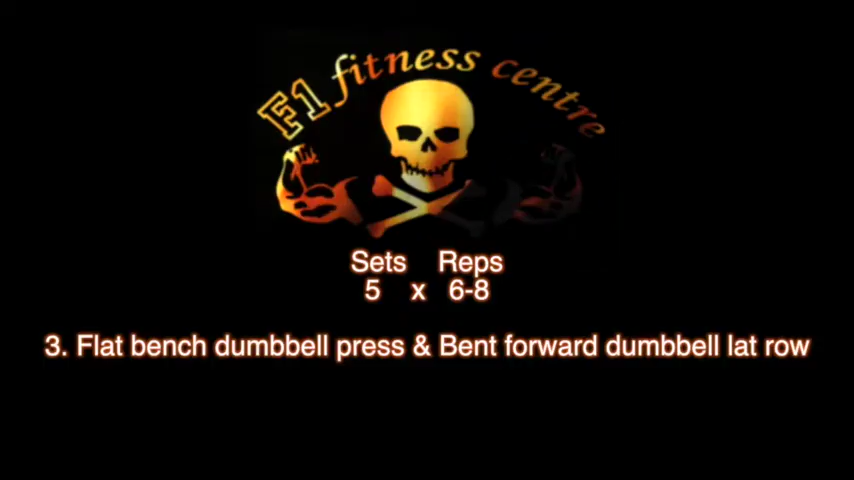 F1 fitness centre
Sets Reps
5 x 6-8
3. Flat bench dumbbell press & Bent forward dumbbell lat row